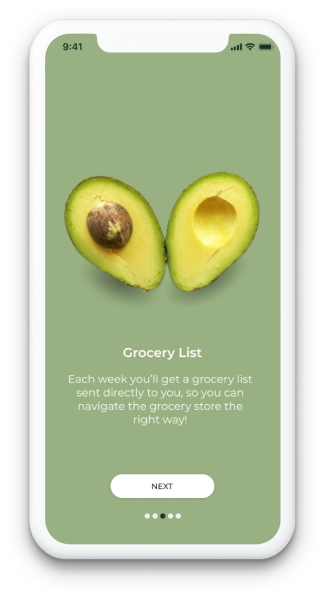 9:41
Grocery List
Each week you'll get a grocery list
sent directly to you, so you can
navigate the grocery store the
right way!
NEXT